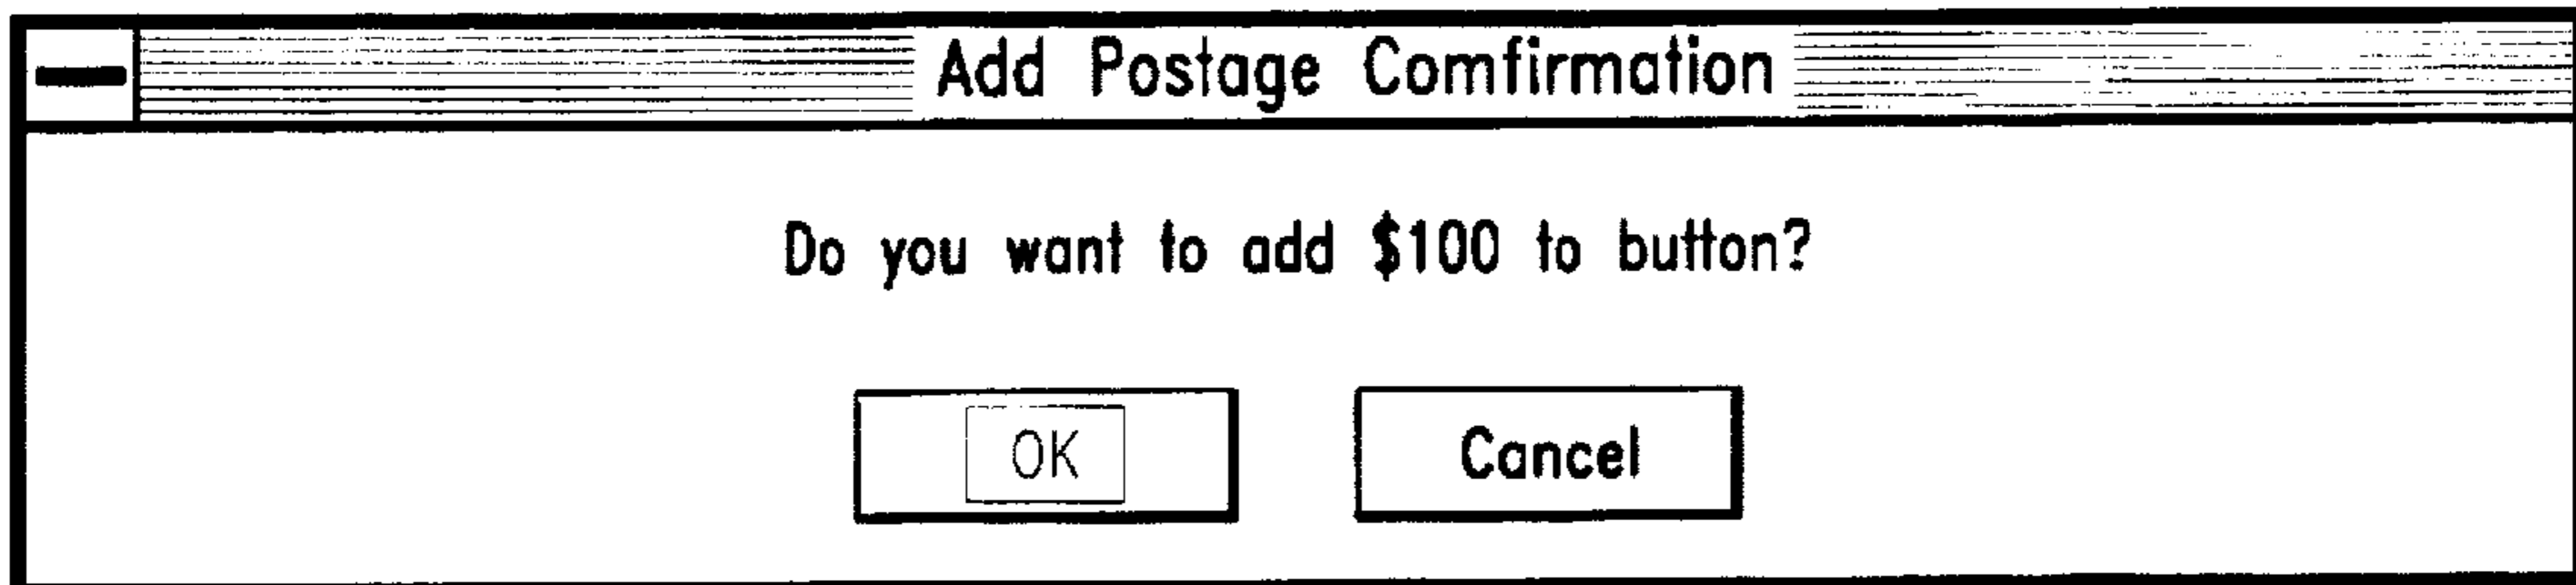 Add Postage Comfirmation
Do you want to add $100 to button?
OK Cancel